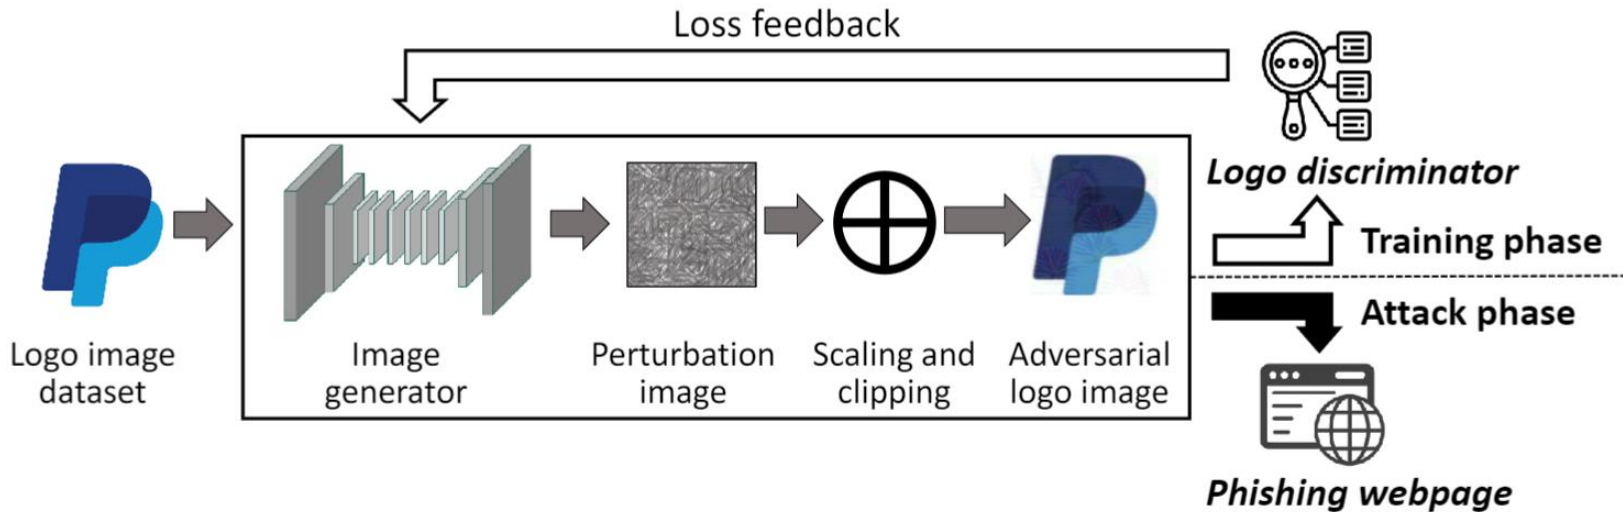 Loss feedback
Logo discriminator
Training phase
Attack phase
Logo image
dataset
Image
generator
Perturbation
image
Scaling and
clipping
Adversarial
logo image
Phishing webpage